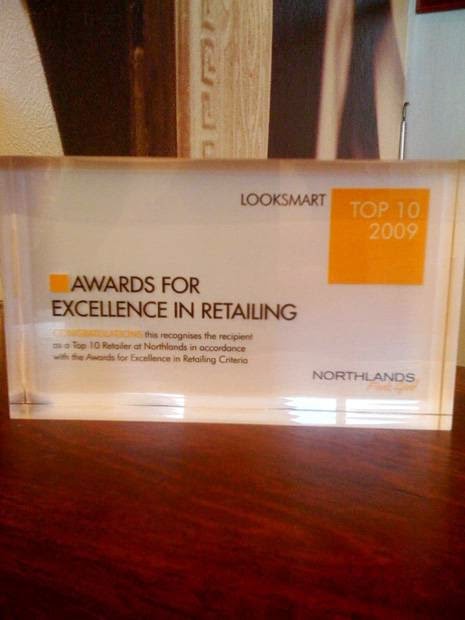 LOOKSMART
TOP 10
2009
AWARDS FOR
EXCELLENCE IN RETAILING
CONGRATULATIONS this recognises the recipient
as a Top 10 Retailer at Northlands in accordance
with the Awards for Excellence in Retailing Criteria
NORTHLANDS